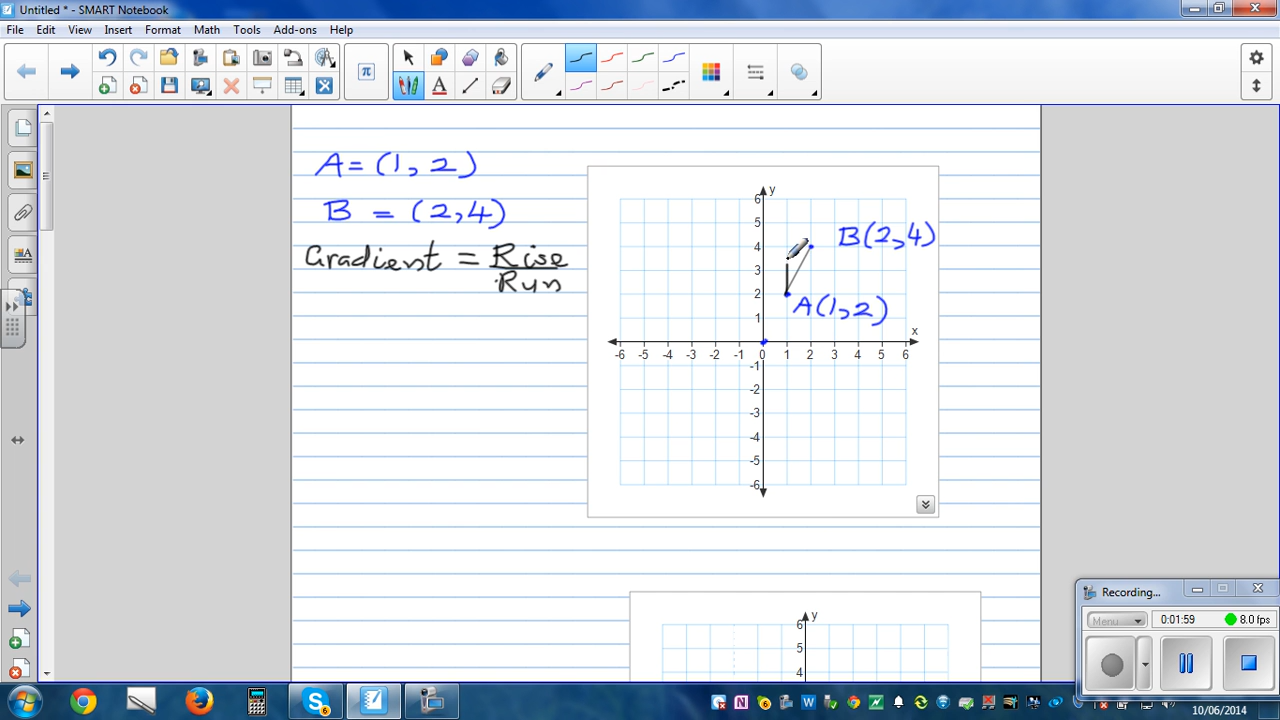 Untitled * - SMART Notebook
File Edit View Insert Format Math Tools Add-ons Help
A = (1, 2)
B = (2, 4)
Gradient = Rise
Run
y
6
5
4
3
2
1
B(2, 4)
A(1, 2)
x
-6 -5 -4 -3 -2 -1 0 1 2 3 4 5 6
-1
-2
-3
-4
-5
-6
y
6
5
4
Recording...
Menu
0:01:59
8.0 fps
10/06/2014